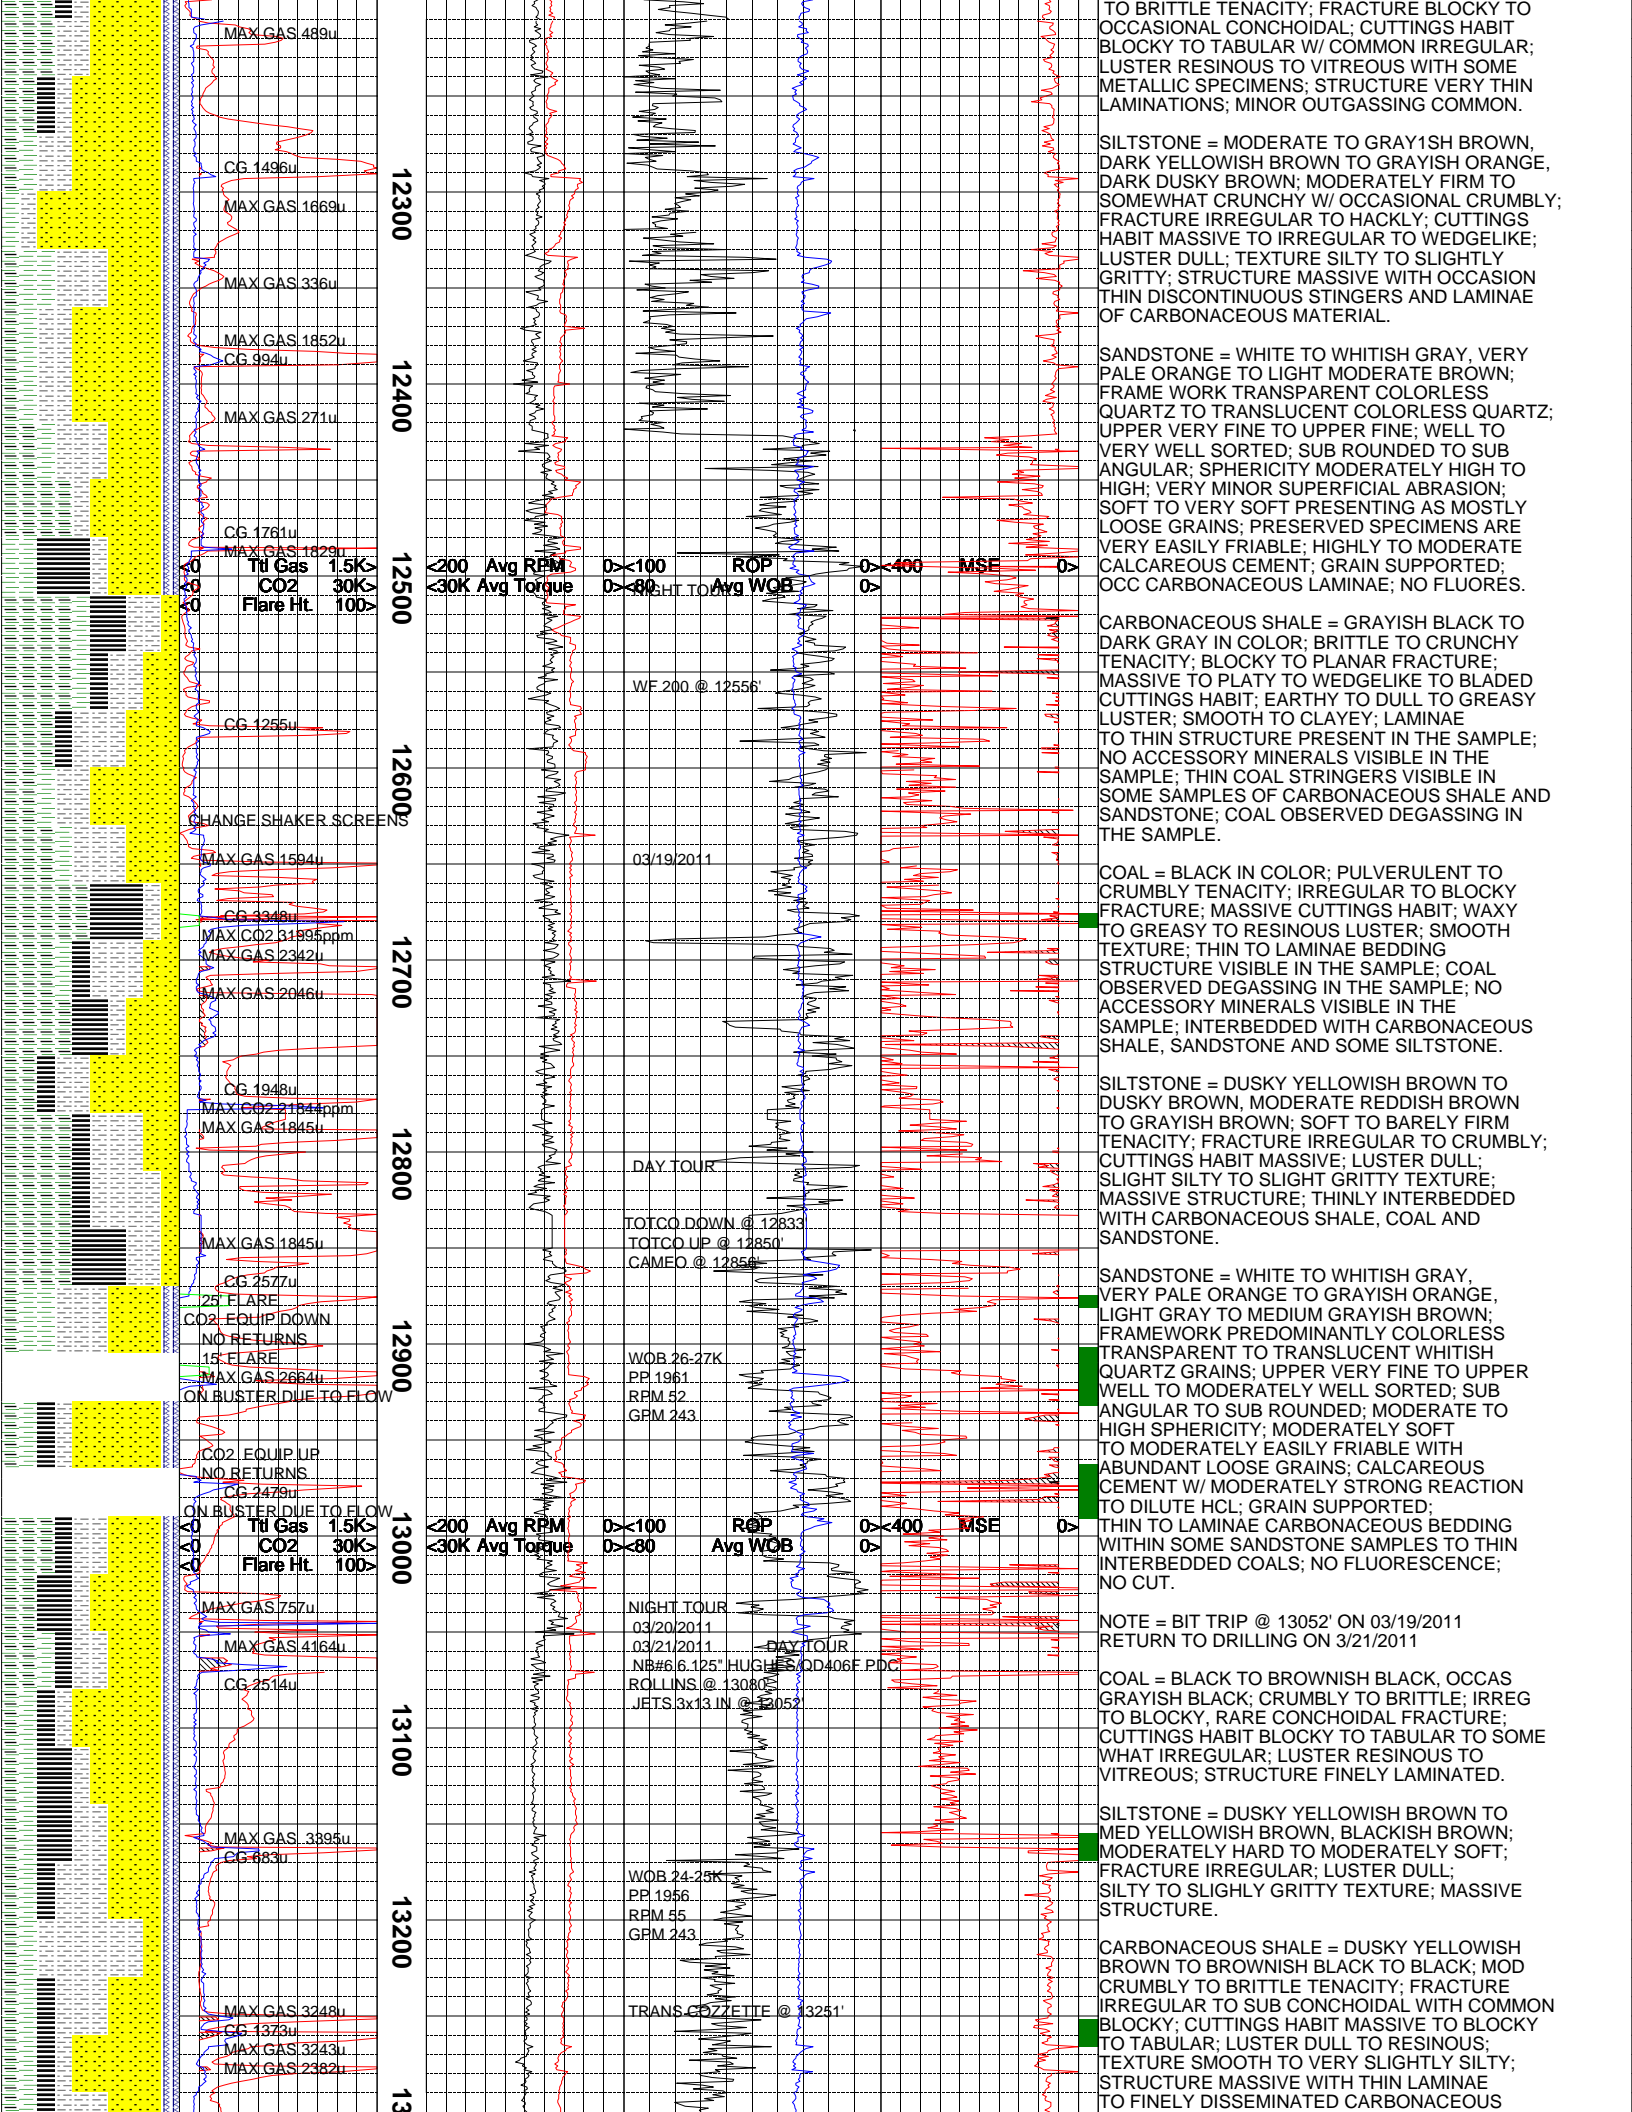 MAX GAS 489u
CG 1496u
MAX GAS 1669u
MAX GAS 336u
MAX GAS 1852u
CG 994u
MAX GAS 271u
CG 1761u
MAX GAS 1829u
<0 Ttl Gas 1.5K>
<0 CO2 30K>
<0 Flare Ht. 100>
CG 1255u
CHANGE SHAKER SCREENS
MAX GAS 1594u
CG 3348u
MAX CO2 31995ppm
MAX GAS 2342u
MAX GAS 2046u
CG 1948u
MAX CO2 21844ppm
MAX GAS 1845u
MAX GAS 1845u
CG 2577u
25' FLARE
CO2 EQUIP DOWN
NO RETURNS
15' FLARE
MAX GAS 2664u
ON BUSTER DUE TO FLOW
CO2 EQUIP UP
NO RETURNS
CG 2479u
ON BUSTER DUE TO FLOW
<0 Ttl Gas 1.5K>
<0 CO2 30K>
<0 Flare Ht. 100>
MAX GAS 757u
MAX GAS 4164u
CG 2514u
MAX GAS 3395u
CG 683u
MAX GAS 3248u
CG 1373u
MAX GAS 3243u
MAX GAS 2382u
12300
12400
12500
12600
12700
12800
12900
13000
13100
13200
13
<200 Avg RPM 0>
<30K Avg Torque 0>
<100 ROP 0>
<80 Avg WOB 0>
<400 MSE 0>
NIGHT TOUR
WF 200 @ 12556'
03/19/2011
DAY TOUR
TOTCO DOWN @ 12833'
TOTCO UP @ 12850'
CAMEO @ 12856'
WOB 26-27K
PP 1961
RPM 52
GPM 243
<200 Avg RPM 0>
<30K Avg Torque 0>
<100 ROP 0>
<80 Avg WOB 0>
<400 MSE 0>
NIGHT TOUR
03/20/2011
03/21/2011 DAY TOUR
NB#6 6.125" HUGHES QD406F PDC
ROLLINS @ 13080'
JETS 3x13 IN @ 13052'
WOB 24-25K
PP 1956
RPM 55
GPM 243
TRANS COZZETTE @ 13251'
TO BRITTLE TENACITY; FRACTURE BLOCKY TO
OCCASIONAL CONCHOIDAL; CUTTINGS HABIT
BLOCKY TO TABULAR W/ COMMON IRREGULAR;
LUSTER RESINOUS TO VITREOUS WITH SOME
METALLIC SPECIMENS; STRUCTURE VERY THIN
LAMINATIONS; MINOR OUTGASSING COMMON.
SILTSTONE = MODERATE TO GRAY1SH BROWN,
DARK YELLOWISH BROWN TO GRAYISH ORANGE,
DARK DUSKY BROWN; MODERATELY FIRM TO
SOMEWHAT CRUNCHY W/ OCCASIONAL CRUMBLY;
FRACTURE IRREGULAR TO HACKLY; CUTTINGS
HABIT MASSIVE TO IRREGULAR TO WEDGELIKE;
LUSTER DULL; TEXTURE SILTY TO SLIGHTLY
GRITTY; STRUCTURE MASSIVE WITH OCCASION
THIN DISCONTINUOUS STINGERS AND LAMINAE
OF CARBONACEOUS MATERIAL.
SANDSTONE = WHITE TO WHITISH GRAY, VERY
PALE ORANGE TO LIGHT MODERATE BROWN;
FRAME WORK TRANSPARENT COLORLESS
QUARTZ TO TRANSLUCENT COLORLESS QUARTZ;
UPPER VERY FINE TO UPPER FINE; WELL TO
VERY WELL SORTED; SUB ROUNDED TO SUB
ANGULAR; SPHERICITY MODERATELY HIGH TO
HIGH; VERY MINOR SUPERFICIAL ABRASION;
SOFT TO VERY SOFT PRESENTING AS MOSTLY
LOOSE GRAINS; PRESERVED SPECIMENS ARE
VERY EASILY FRIABLE; HIGHLY TO MODERATE
CALCAREOUS CEMENT; GRAIN SUPPORTED;
OCC CARBONACEOUS LAMINAE; NO FLUORES.
CARBONACEOUS SHALE = GRAYISH BLACK TO
DARK GRAY IN COLOR; BRITTLE TO CRUNCHY
TENACITY; BLOCKY TO PLANAR FRACTURE;
MASSIVE TO PLATY TO WEDGELIKE TO BLADED
CUTTINGS HABIT; EARTHY TO DULL TO GREASY
LUSTER; SMOOTH TO CLAYEY; LAMINAE
TO THIN STRUCTURE PRESENT IN THE SAMPLE;
NO ACCESSORY MINERALS VISIBLE IN THE
SAMPLE; THIN COAL STRINGERS VISIBLE IN
SOME SAMPLES OF CARBONACEOUS SHALE AND
SANDSTONE; COAL OBSERVED DEGASSING IN
THE SAMPLE.
COAL = BLACK IN COLOR; PULVERULENT TO
CRUMBLY TENACITY; IRREGULAR TO BLOCKY
FRACTURE; MASSIVE CUTTINGS HABIT; WAXY
TO GREASY TO RESINOUS LUSTER; SMOOTH
TEXTURE; THIN TO LAMINAE BEDDING
STRUCTURE VISIBLE IN THE SAMPLE; COAL
OBSERVED DEGASSING IN THE SAMPLE; NO
ACCESSORY MINERALS VISIBLE IN THE
SAMPLE; INTERBEDDED WITH CARBONACEOUS
SHALE, SANDSTONE AND SOME SILTSTONE.
SILTSTONE = DUSKY YELLOWISH BROWN TO
DUSKY BROWN, MODERATE REDDISH BROWN
TO GRAYISH BROWN; SOFT TO BARELY FIRM
TENACITY; FRACTURE IRREGULAR TO CRUMBLY;
CUTTINGS HABIT MASSIVE; LUSTER DULL;
SLIGHT SILTY TO SLIGHT GRITTY TEXTURE;
MASSIVE STRUCTURE; THINLY INTERBEDDED
WITH CARBONACEOUS SHALE, COAL AND
SANDSTONE.
SANDSTONE = WHITE TO WHITISH GRAY,
VERY PALE ORANGE TO GRAYISH ORANGE,
LIGHT GRAY TO MEDIUM GRAYISH BROWN;
FRAMEWORK PREDOMINANTLY COLORLESS
TRANSPARENT TO TRANSLUCENT WHITISH
QUARTZ GRAINS; UPPER VERY FINE TO UPPER
WELL TO MODERATELY WELL SORTED; SUB
ANGULAR TO SUB ROUNDED; MODERATE TO
HIGH SPHERICITY; MODERATELY SOFT
TO MODERATELY EASILY FRIABLE WITH
ABUNDANT LOOSE GRAINS; CALCAREOUS
CEMENT W/ MODERATELY STRONG REACTION
TO DILUTE HCL; GRAIN SUPPORTED;
THIN TO LAMINAE CARBONACEOUS BEDDING
WITHIN SOME SANDSTONE SAMPLES TO THIN
INTERBEDDED COALS; NO FLUORESCENCE;
NO CUT.
NOTE = BIT TRIP @ 13052' ON 03/19/2011
RETURN TO DRILLING ON 3/21/2011
COAL = BLACK TO BROWNISH BLACK, OCCAS
GRAYISH BLACK; CRUMBLY TO BRITTLE; IRREG
TO BLOCKY, RARE CONCHOIDAL FRACTURE;
CUTTINGS HABIT BLOCKY TO TABULAR TO SOME
WHAT IRREGULAR; LUSTER RESINOUS TO
VITREOUS; STRUCTURE FINELY LAMINATED.
SILTSTONE = DUSKY YELLOWISH BROWN TO
MED YELLOWISH BROWN, BLACKISH BROWN;
MODERATELY HARD TO MODERATELY SOFT;
FRACTURE IRREGULAR; LUSTER DULL;
SILTY TO SLIGHLY GRITTY TEXTURE; MASSIVE
STRUCTURE.
CARBONACEOUS SHALE = DUSKY YELLOWISH
BROWN TO BROWNISH BLACK TO BLACK; MOD
CRUMBLY TO BRITTLE TENACITY; FRACTURE
IRREGULAR TO SUB CONCHOIDAL WITH COMMON
BLOCKY; CUTTINGS HABIT MASSIVE TO BLOCKY
TO TABULAR; LUSTER DULL TO RESINOUS;
TEXTURE SMOOTH TO VERY SLIGHTLY SILTY;
STRUCTURE MASSIVE WITH THIN LAMINAE
TO FINELY DISSEMINATED CARBONACEOUS